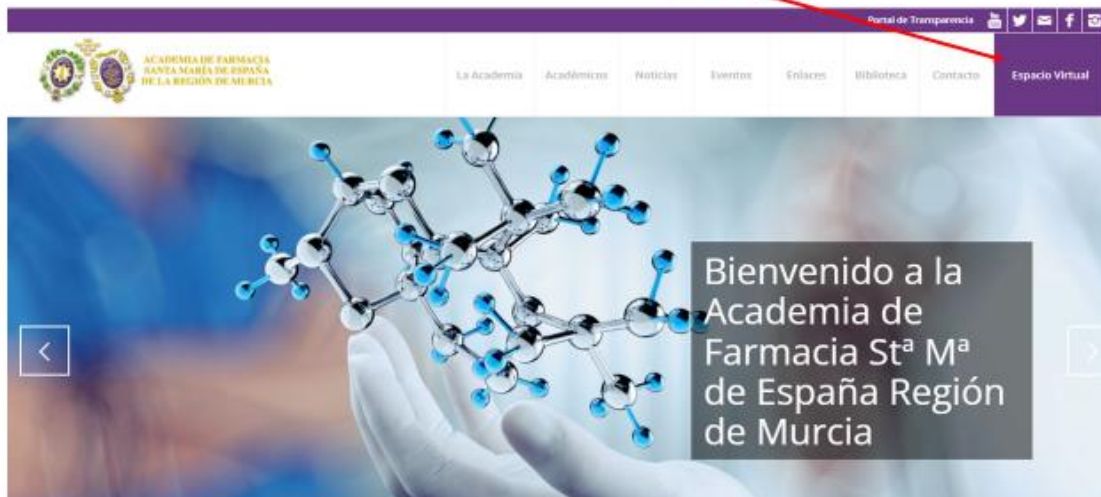 Portal de Transparencia
ACADEMIA DE FARMACIA
SANTA MARÍA DE ESPAÑA
DE LA REGIÓN DE MURCIA
La Academia Académicos Noticias Eventos Enlaces Biblioteca Contacto Espacio Virtual
Bienvenido a la
Academia de
Farmacia Stª Mª
de España Región
de Murcia